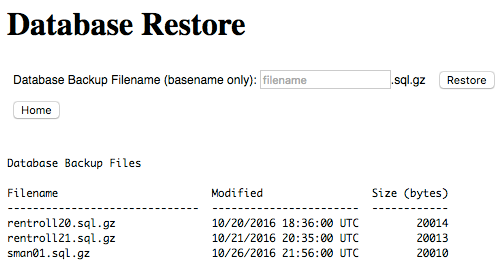 Database Restore
Database Backup Filename (basename only): filename .sql.gz Restore
Home
Database Backup Files
Filename Modified Size (bytes)
----------------------------- ---------------------- ------------
rentroll20.sql.gz 10/20/2016 18:36:00 UTC 20014
rentroll21.sql.gz 10/21/2016 20:35:00 UTC 20013
sman01.sql.gz 10/26/2016 21:56:00 UTC 20010